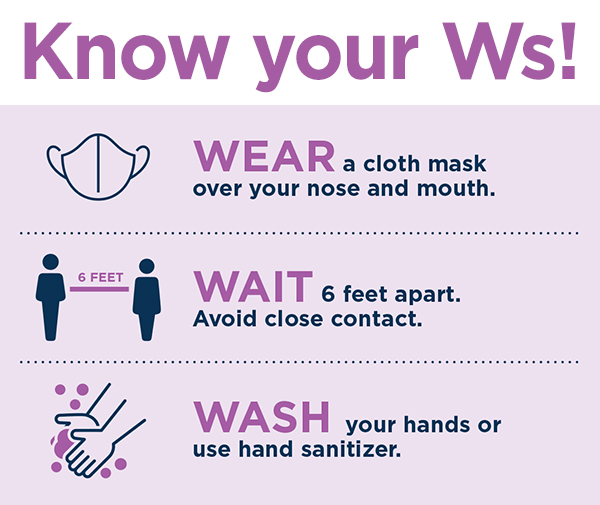 Know your Ws!
WEAR a cloth mask
over your nose and mouth.
6 FEET
WAIT 6 feet apart.
Avoid close contact.
WASH your hands or
use hand sanitizer.